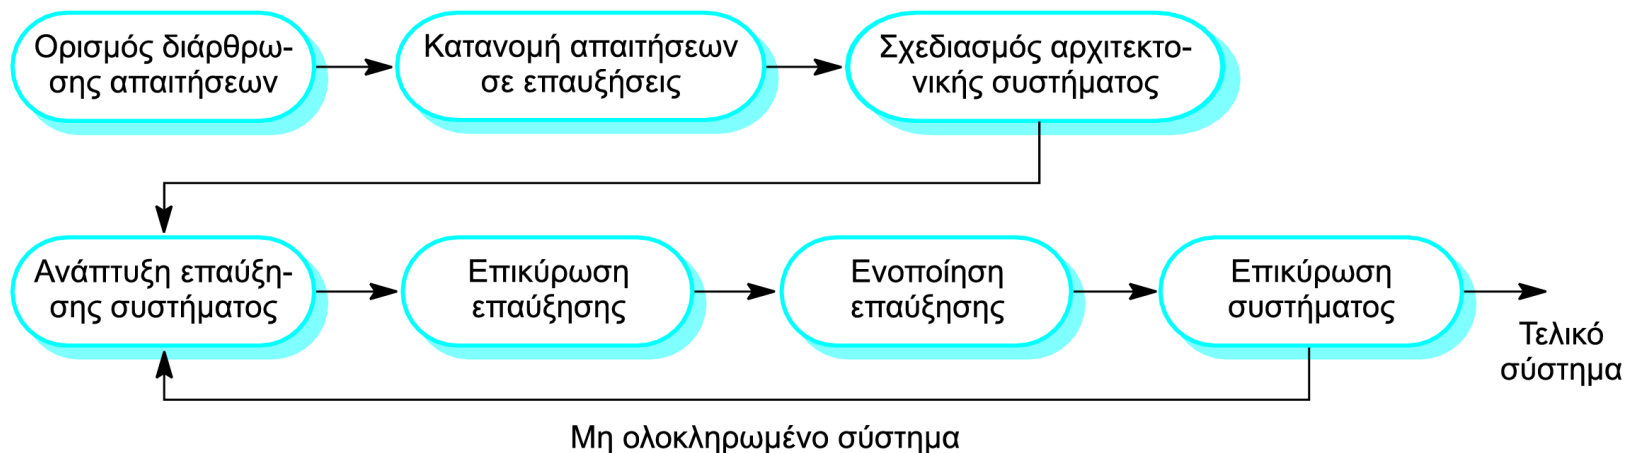 Ορισμός διάρθρω-
σης απαιτήσεων
Κατανομή απαιτήσεων
σε επαυξήσεις
Σχεδιασμός αρχιτεκτο-
νικής συστήματος
Ανάπτυξη επαύξη-
σης συστήματος
Επικύρωση
επαύξησης
Ενοποίηση
επαύξησης
Επικύρωση
συστήματος
Τελικό
σύστημα
Μη ολοκληρωμένο σύστημα